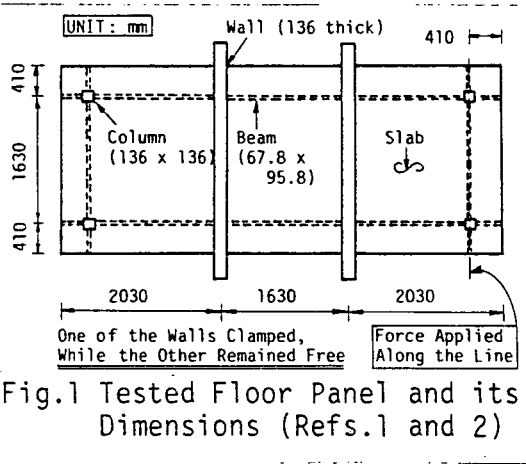 UNIT: mm
Wall (136 thick)
410
410
1630
410
Column
(136 x 136)
Beam
(67.8 x
95.8)
Slab
2030
1630
2030
One of the Walls Clamped,
While the Other Remained Free
Force Applied
Along the Line
Fig.1 Tested Floor Panel and its
Dimensions (Refs.1 and 2)